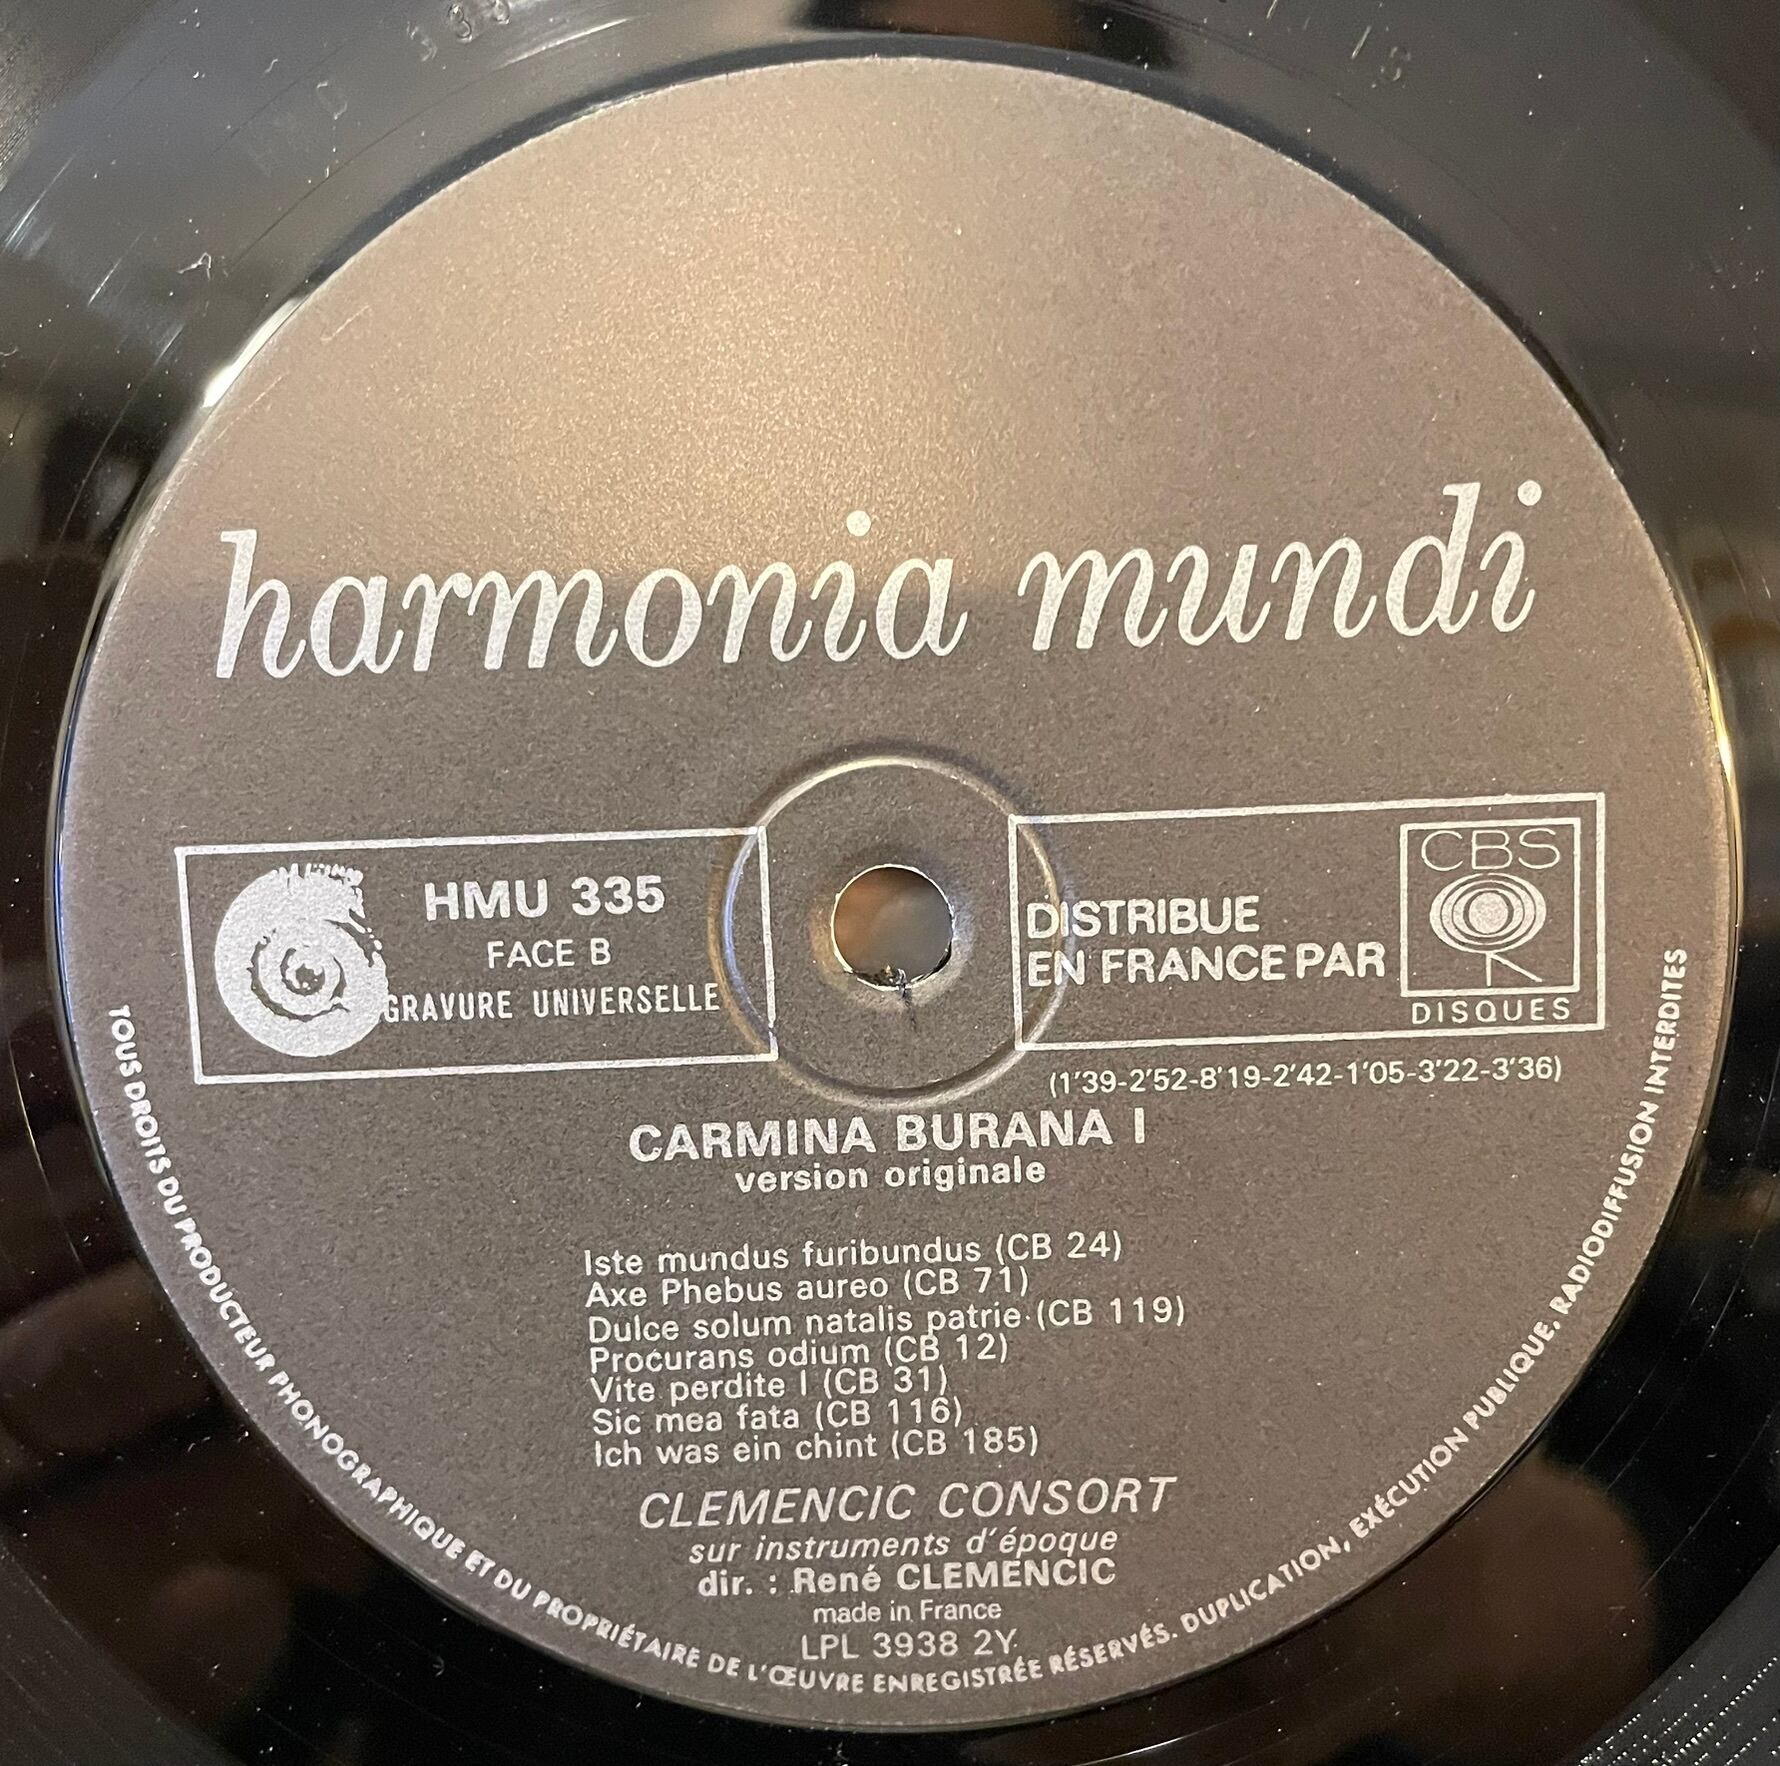 harmonia mundi
HMU 335
FACE B
GRAVURE UNIVERSELLE
DISTRIBUE
EN FRANCE PAR
CBS
DISQUES
(1'39-2'52-8'19-2'42-1'05-3'22-3'36)
CARMINA BURANA I
version originale
Iste mundus furibundus (CB 24)
Axe Phebus aureo (CB 71)
Dulce solum natalis patrie (CB 119)
Procurans odium (CB 12)
Vite perdite I (CB 31)
Sic mea fata (CB 116)
Ich was ein chint (CB 185)
CLEMENCIC CONSORT
sur instruments d'époque
dir. : René CLEMENCIC
made in France
LPL 3938 2Y
TOUS DROITS DU PRODUCTEUR PHONOGRAPHIQUE ET DU PROPRIÉTAIRE DE L'ŒUVRE ENREGISTRÉE RÉSERVÉS. DUPLICATION, EXÉCUTION PUBLIQUE, RADIODIFFUSION INTERDITES